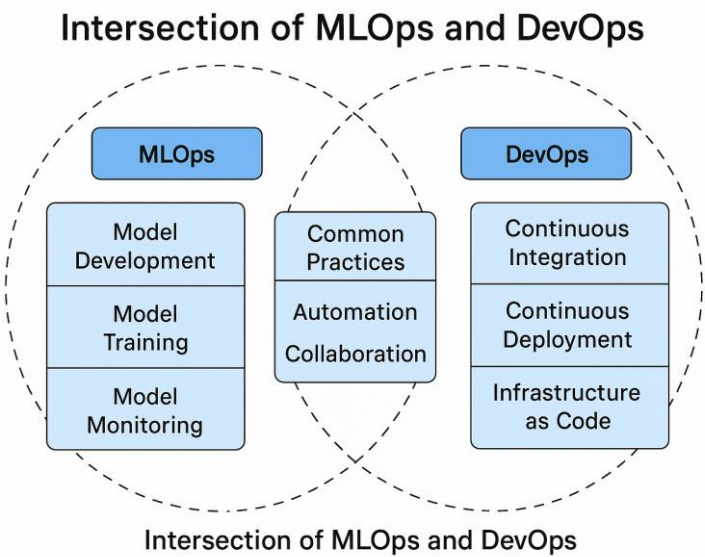 Intersection of MLOps and DevOps
MLOps
Model
Development
Model
Training
Model
Monitoring
Common
Practices
Automation
Collaboration
DevOps
Continuous
Integration
Continuous
Deployment
Infrastructure
as Code
Intersection of MLOps and DevOps